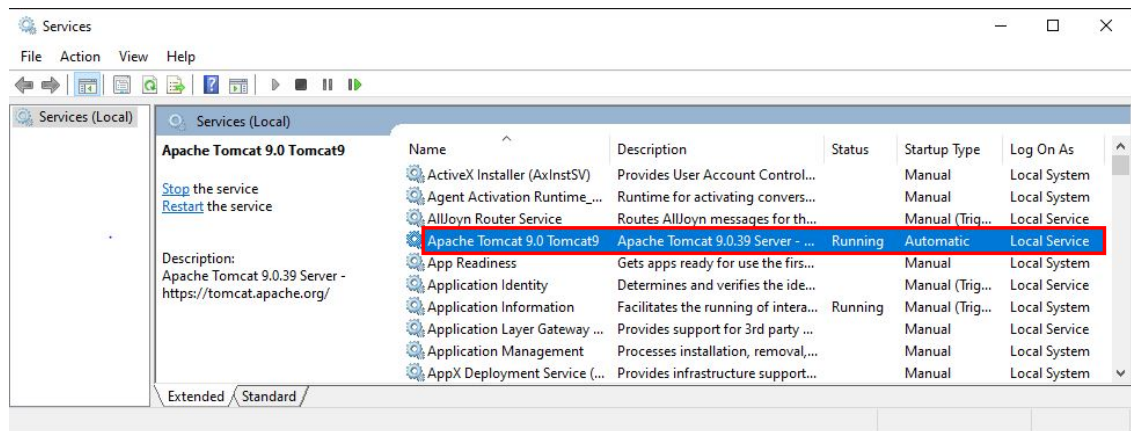 Services
File Action View Help
Services (Local)
Services (Local)
Apache Tomcat 9.0 Tomcat9
Stop the service
Restart the service
Description:
Apache Tomcat 9.0.39 Server -
https://tomcat.apache.org/
Name Description Status Startup Type Log On As
ActiveX Installer (AxInstSV) Provides User Account Control... Manual Local System
Agent Activation Runtime_... Runtime for activating convers... Manual Local System
AllJoyn Router Service Routes AllJoyn messages for th... Manual (Trig... Local Service
Apache Tomcat 9.0 Tomcat9 Apache Tomcat 9.0.39 Server - ... Running Automatic Local Service
App Readiness Gets apps ready for use the firs... Manual Local System
Application Identity Determines and verifies the ide... Manual (Trig... Local Service
Application Information Facilitates the running of intera... Running Manual (Trig... Local System
Application Layer Gateway ... Provides support for 3rd party ... Manual Local Service
Application Management Processes installation, removal,... Manual Local System
AppX Deployment Service (... Provides infrastructure support... Manual Local System
Extended Standard